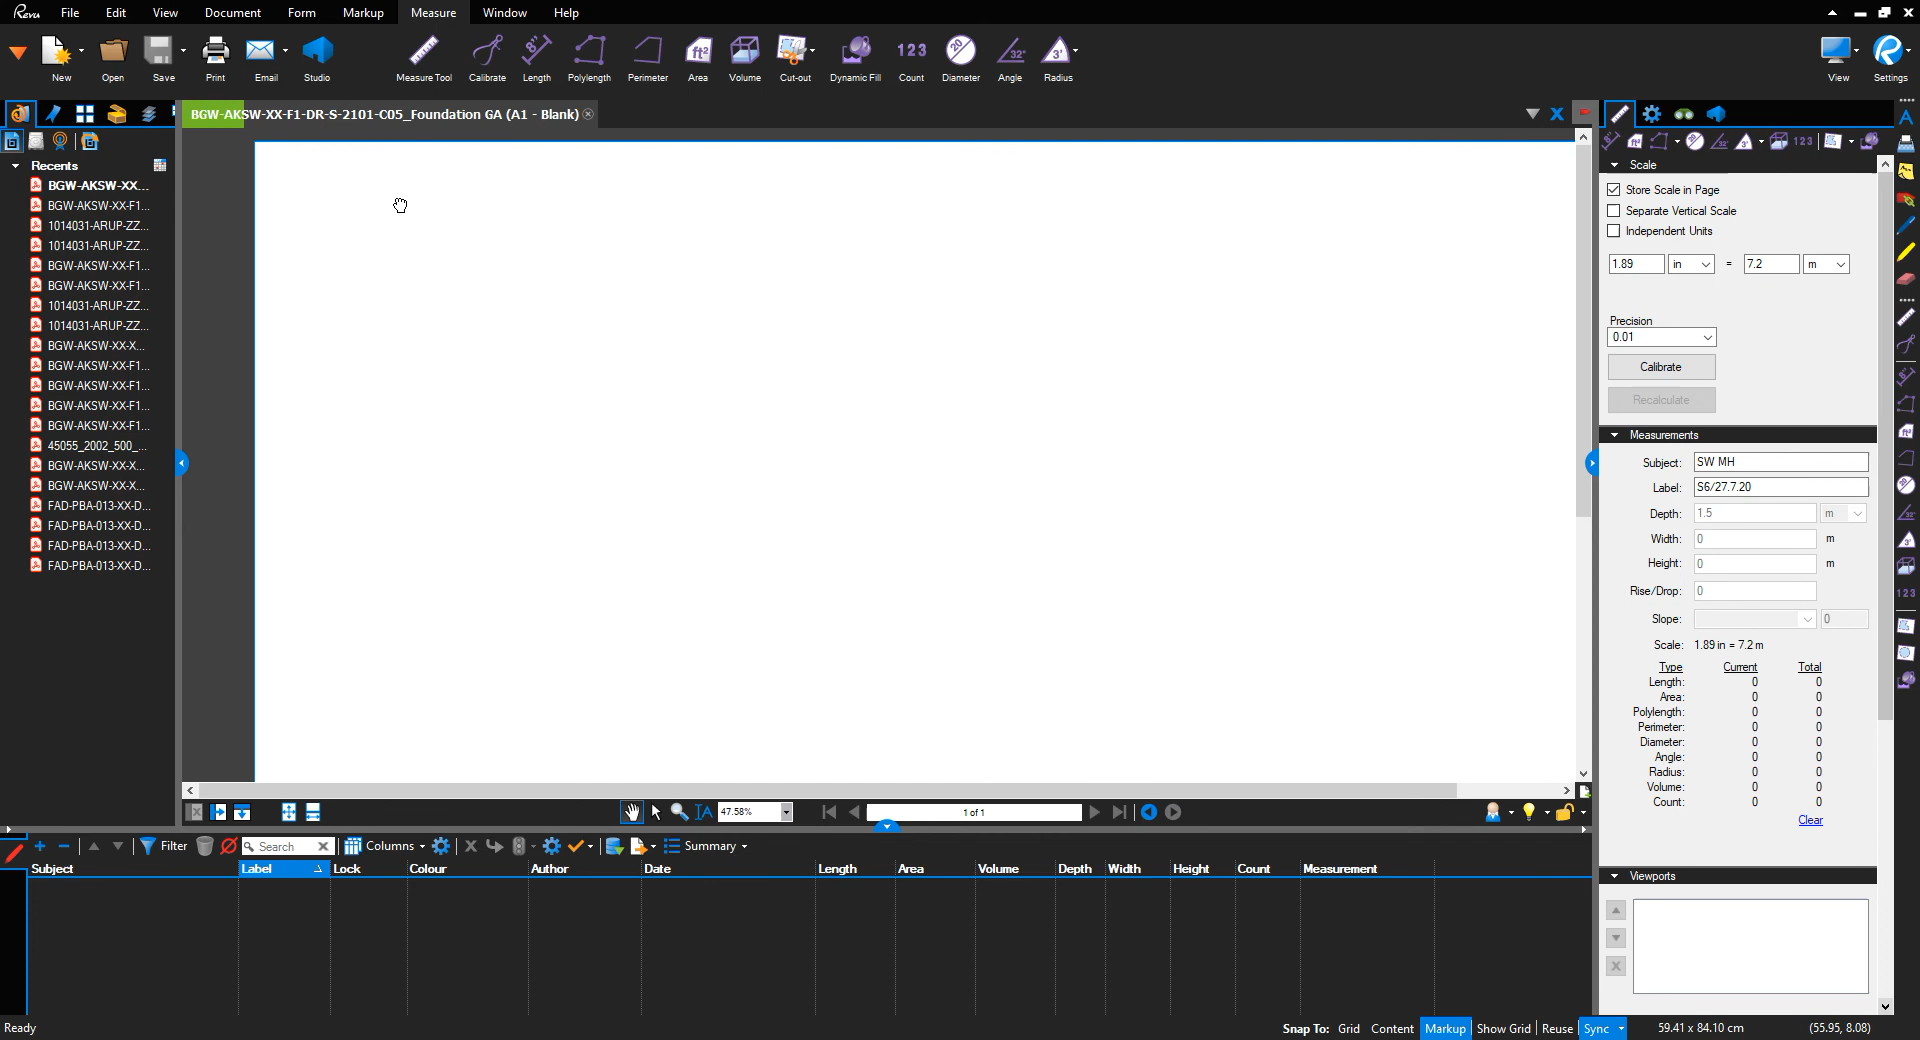 Revu File Edit View Document Form Markup Measure Window Help
New Open Save Print Email Studio Measure Tool Calibrate Length Polylength Perimeter Area Volume Cut-out Dynamic Fill Count Diameter Angle Radius View Settings
BGW-AKSW-XX-F1-DR-S-2101-C05_Foundation GA (A1 - Blank)
Recents
BGW-AKSW-XX...
BGW-AKSW-XX-F1...
1014031-ARUP-ZZ...
1014031-ARUP-ZZ...
BGW-AKSW-XX-F1...
BGW-AKSW-XX-F1...
1014031-ARUP-ZZ...
1014031-ARUP-ZZ...
BGW-AKSW-XX-X...
BGW-AKSW-XX-F1...
BGW-AKSW-XX-F1...
BGW-AKSW-XX-F1...
BGW-AKSW-XX-F1...
45055_2002_500_...
BGW-AKSW-XX-X...
BGW-AKSW-XX-X...
FAD-PBA-013-XX-D...
FAD-PBA-013-XX-D...
FAD-PBA-013-XX-D...
FAD-PBA-013-XX-D...
Scale
Store Scale in Page
Separate Vertical Scale
Independent Units
1.89 in = 7.2 m
Precision
0.01
Calibrate
Recalculate
Measurements
Subject: SW MH
Label: S6/27.7.20
Depth: 1.5 m
Width: 0 m
Height: 0 m
Rise/Drop: 0
Slope: 0
Scale: 1.89 in = 7.2 m
Type Current Total
Length: 0 0
Area: 0 0
Polylength: 0 0
Perimeter: 0 0
Diameter: 0 0
Angle: 0 0
Radius: 0 0
Volume: 0 0
Count: 0 0
Clear
Viewports
47.58% 1 of 1
Filter Search Columns Summary
Subject Label Lock Colour Author Date Length Area Volume Depth Width Height Count Measurement
Ready Snap To: Grid Content Markup Show Grid Reuse Sync 59.41 x 84.10 cm (55.95, 8.08)